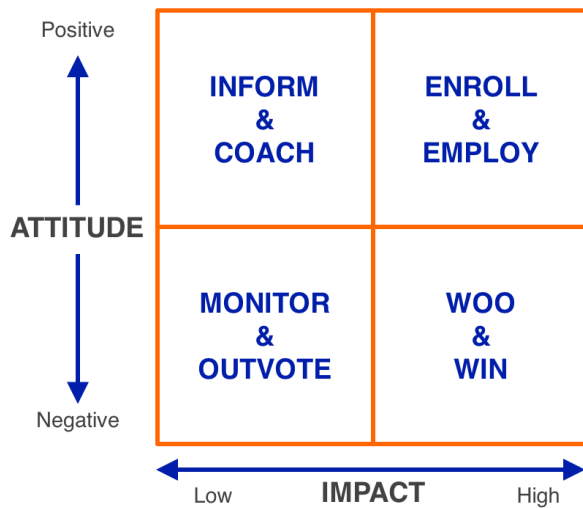 Positive
INFORM
&
COACH
ENROLL
&
EMPLOY
ATTITUDE
MONITOR
&
OUTVOTE
WOO
&
WIN
Negative
Low
IMPACT
High